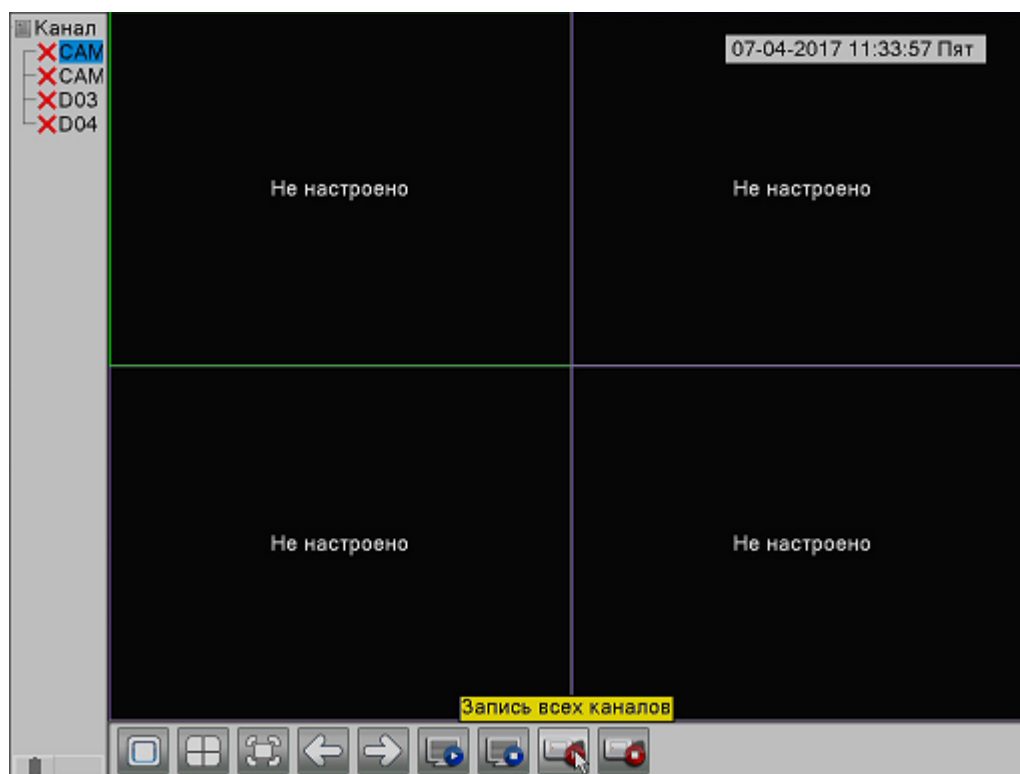 Канал
CAM
CAM
D03
D04
07-04-2017 11:33:57 Пят
Не настроено
Не настроено
Не настроено
Не настроено
Запись всех каналов